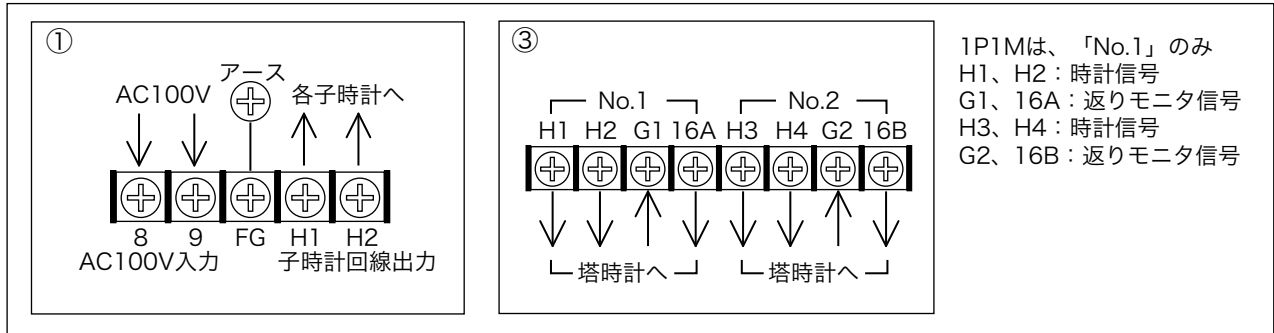 ①
アース
AC100V
各子時計へ
8 9 FG H1 H2
AC100V入力 子時計回線出力
③
No.1 No.2
H1 H2 G1 16A H3 H4 G2 16B
塔時計へ 塔時計へ
1P1Mは、「No.1」のみ
H1、H2：時計信号
G1、16A：返りモニタ信号
H3、H4：時計信号
G2、16B：返りモニタ信号